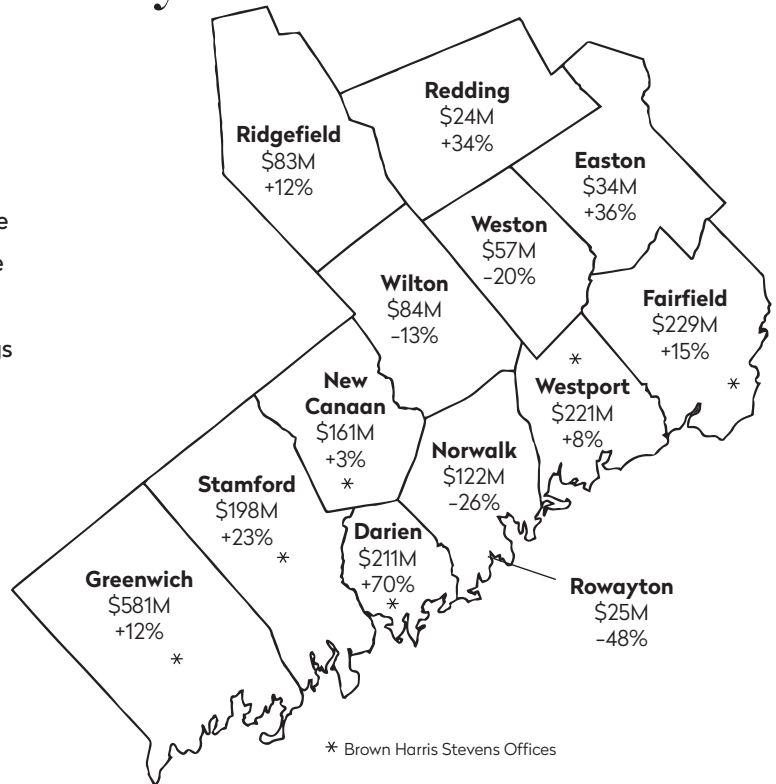 Ridgefield
$83M
+12%
Redding
$24M
+34%
Easton
$34M
+36%
Weston
$57M
-20%
Wilton
$84M
-13%
Fairfield
$229M
+15%
*
New
Canaan
$161M
+3%
*
*
Westport
$221M
+8%
Norwalk
$122M
-26%
Stamford
$198M
+23%
*
Darien
$211M
+70%
*
Greenwich
$581M
+12%
*
Rowayton
$25M
-48%
* Brown Harris Stevens Offices